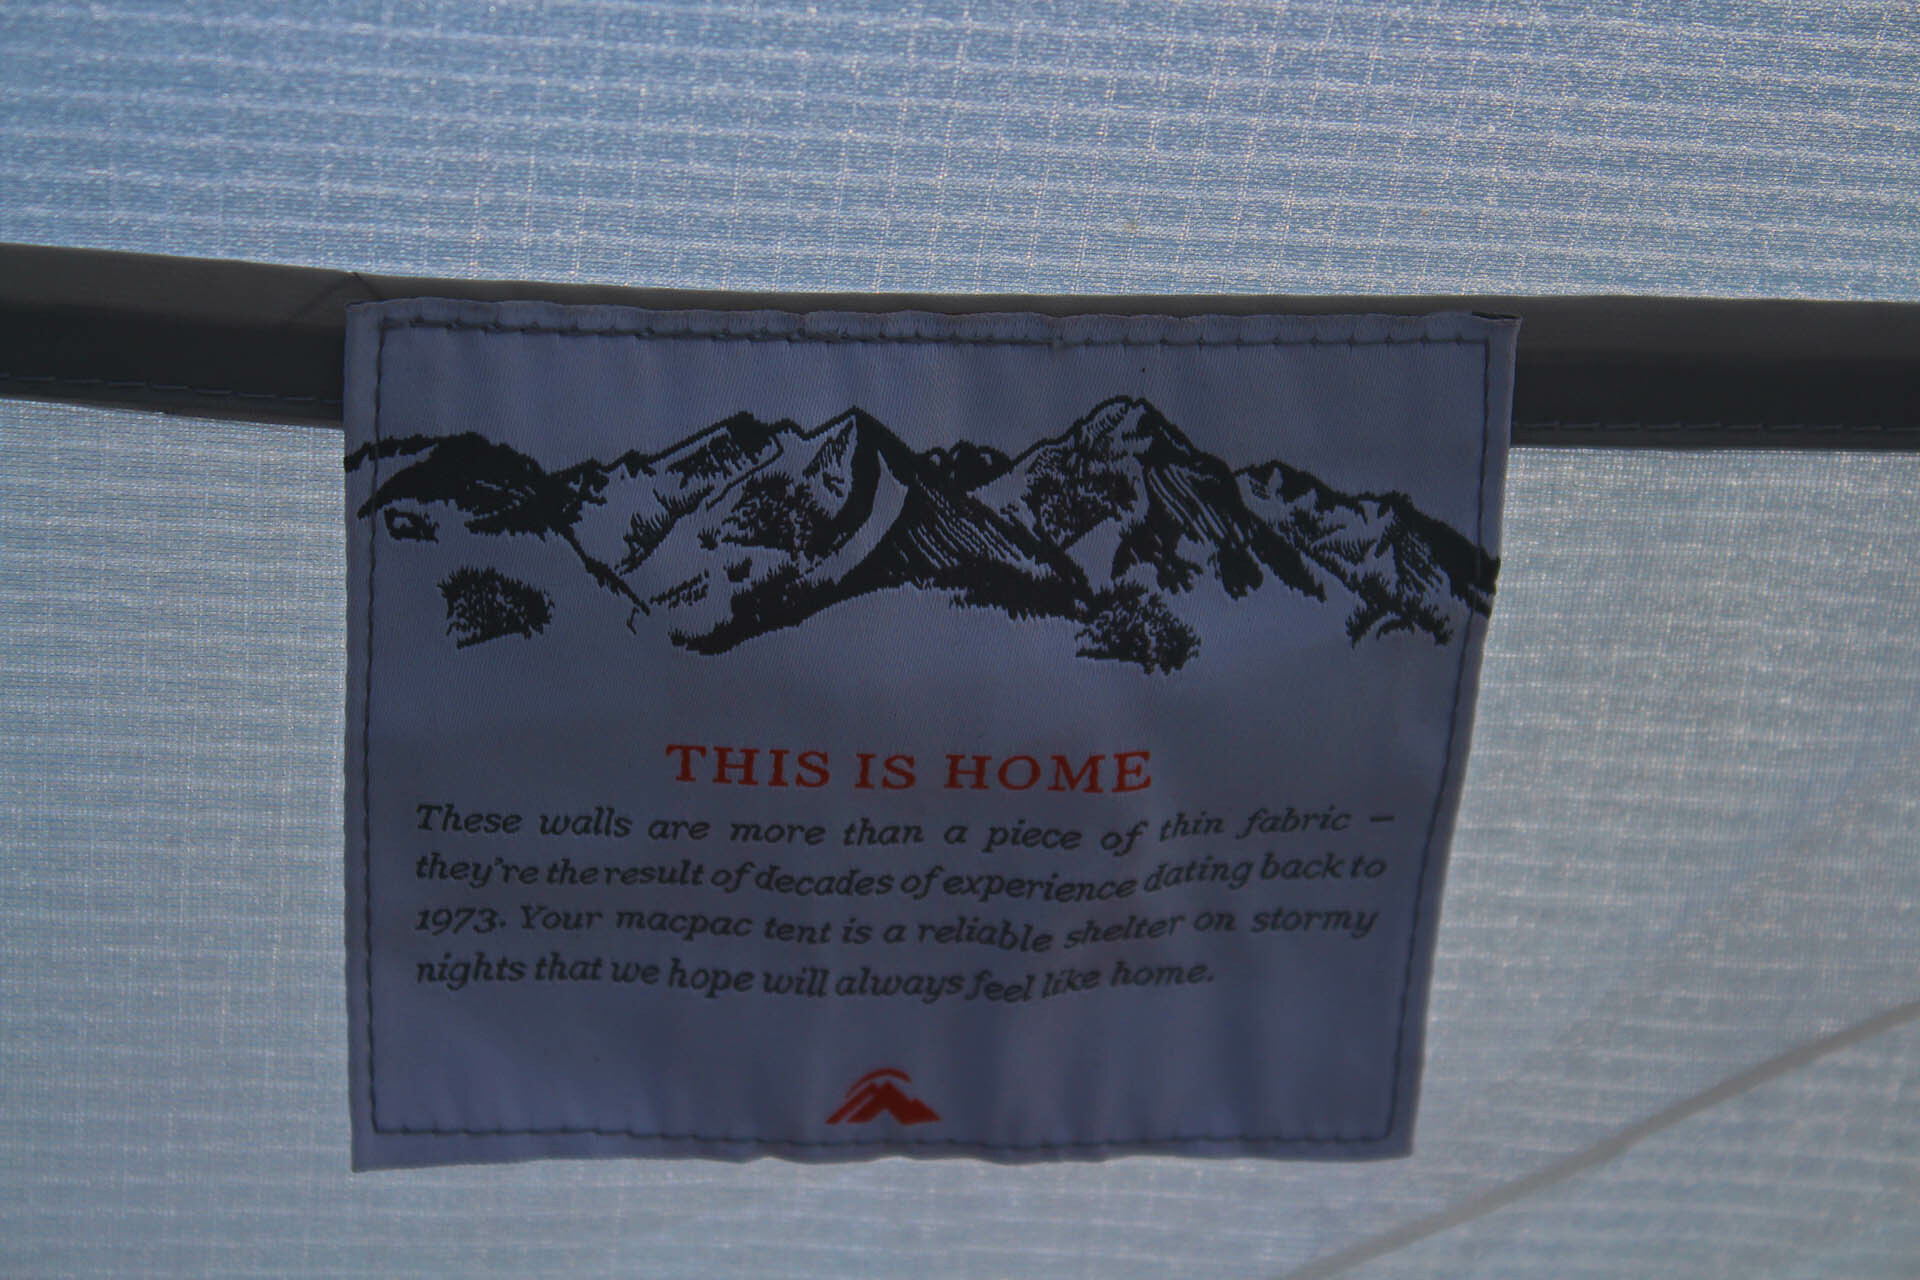 THIS IS HOME
These walls are more than a piece of thin fabric –
they're the result of decades of experience dating back to
1973. Your macpac tent is a reliable shelter on stormy
nights that we hope will always feel like home.